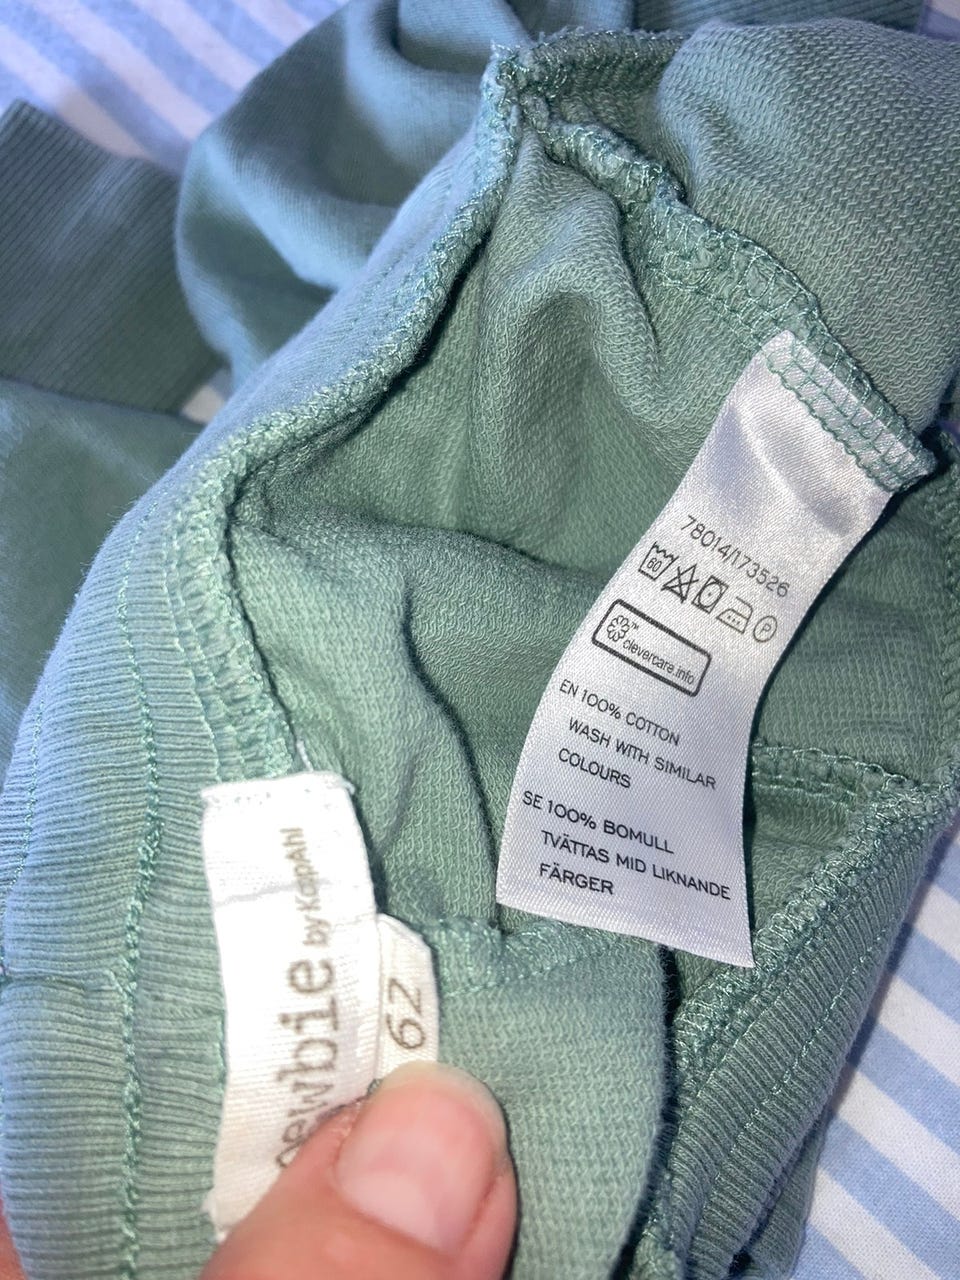 78014/173526
60
P
™
clevercare.info
EN 100% COTTON
WASH WITH SIMILAR
COLOURS
SE 100% BOMULL
TVÄTTAS MID LIKNANDE
FÄRGER
newbie by KappAhl
62